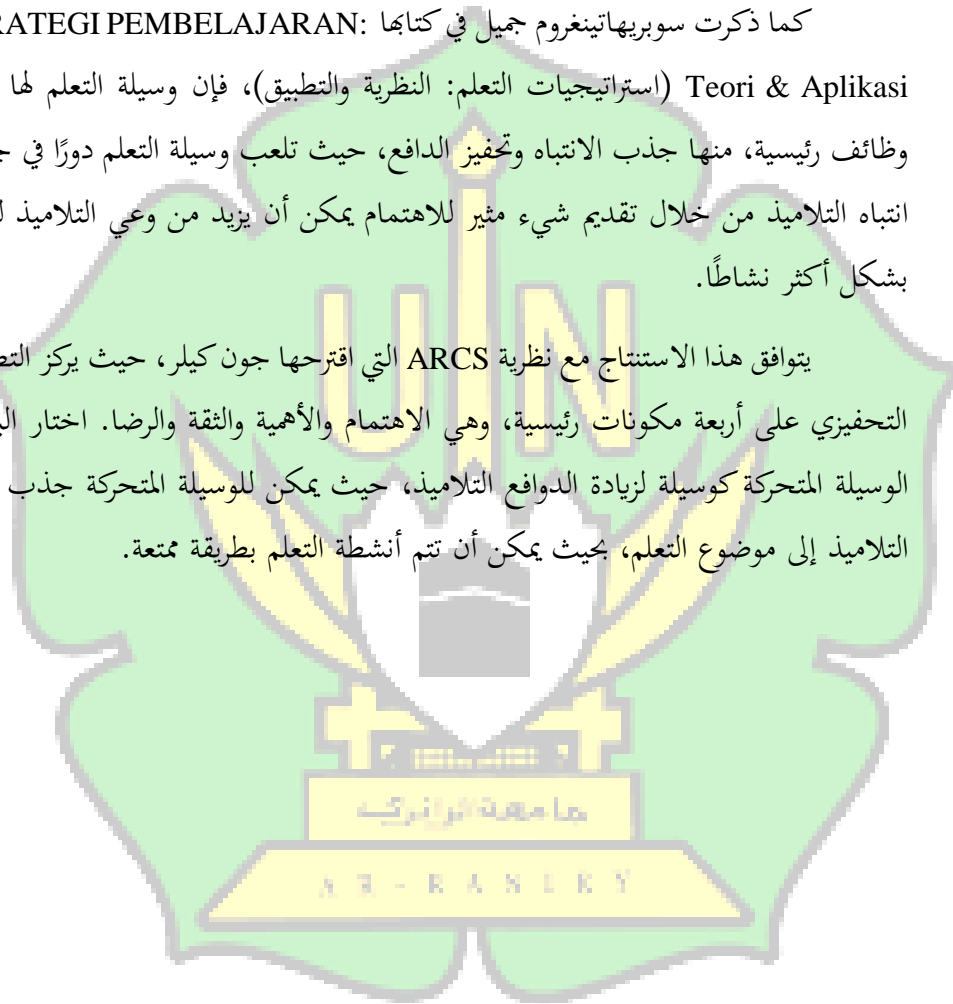 كما ذكرت سوبريهاتينغروم جميل في كتابها :RATEGI PEMBELAJARAN
Teori & Aplikasi (استراتيجيات التعلم: النظرية والتطبيق)، فإن وسيلة التعلم لها
وظائف رئيسية، منها جذب الانتباه وتحفيز الدافع، حيث تلعب وسيلة التعلم دورًا في
انتباه التلاميذ من خلال تقديم شيء مثير للاهتمام يمكن أن يزيد من وعي التلاميذ
بشكل أكثر نشاطًا.
يتوافق هذا الاستنتاج مع نظرية ARCS التي اقترحها جون كيلر، حيث يركز
التحفيزي على أربعة مكونات رئيسية، وهي الاهتمام والأهمية والثقة والرضا. اختار
الوسيلة المتحركة كوسيلة لزيادة الدوافع التلاميذ، حيث يمكن للوسيلة المتحركة جذب
التلاميذ إلى موضوع التعلم، بحيث يمكن أن تتم أنشطة التعلم بطريقة ممتعة.
UIN
جامعة الرانري
AR-RANIRY